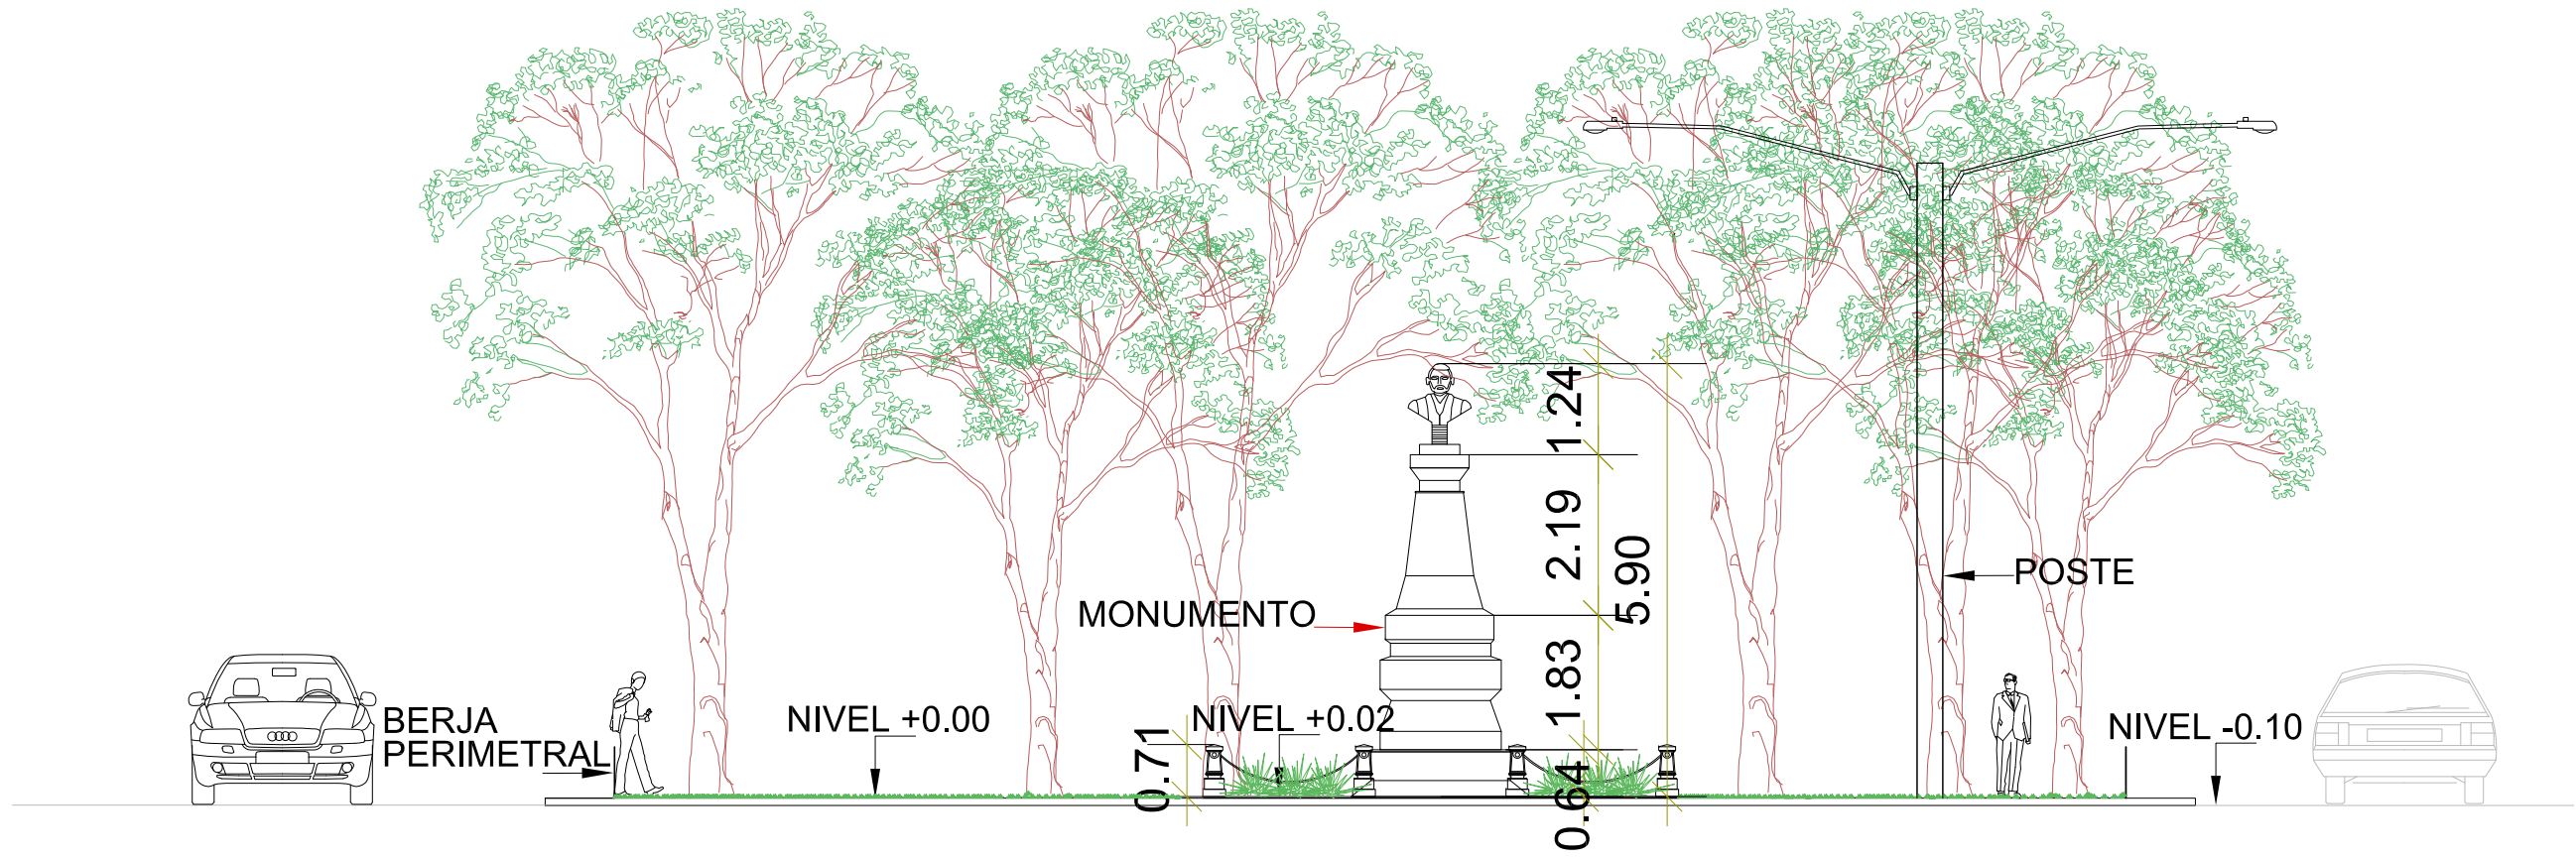 1.24
2.19
5.90
POSTE
MONUMENTO
1.83
BERJA
PERIMETRAL
NIVEL +0.00
NIVEL +0.02
NIVEL -0.10
0.71
0.64